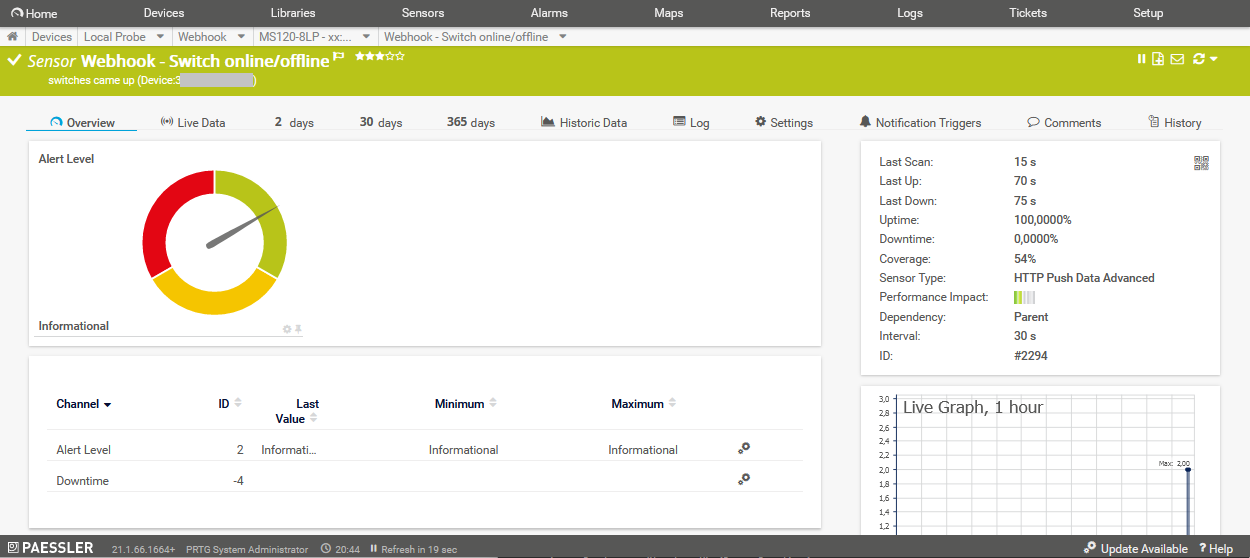 Home Devices Libraries Sensors Alarms Maps Reports Logs Tickets Setup
Devices Local Probe Webhook MS120-8LP - xx:... Webhook - Switch online/offline
Sensor Webhook - Switch online/offline
switches came up (Device:3 )
Overview Live Data 2 days 30 days 365 days Historic Data Log Settings Notification Triggers Comments History
Alert Level
Informational
Channel ID Last Value Minimum Maximum
Alert Level 2 Informati... Informational Informational
Downtime -4
Last Scan: 15 s
Last Up: 70 s
Last Down: 75 s
Uptime: 100,0000%
Downtime: 0,0000%
Coverage: 54%
Sensor Type: HTTP Push Data Advanced
Performance Impact:
Dependency: Parent
Interval: 30 s
ID: #2294
Live Graph, 1 hour
3,0
2,8
2,6
2,4
2,2
Max: 2,00
2,0
1,8
1,6
1,4
1,2
PAESSLER 21.1.66.1664+ PRTG System Administrator 20:44 Refresh in 19 sec Update Available ? Help